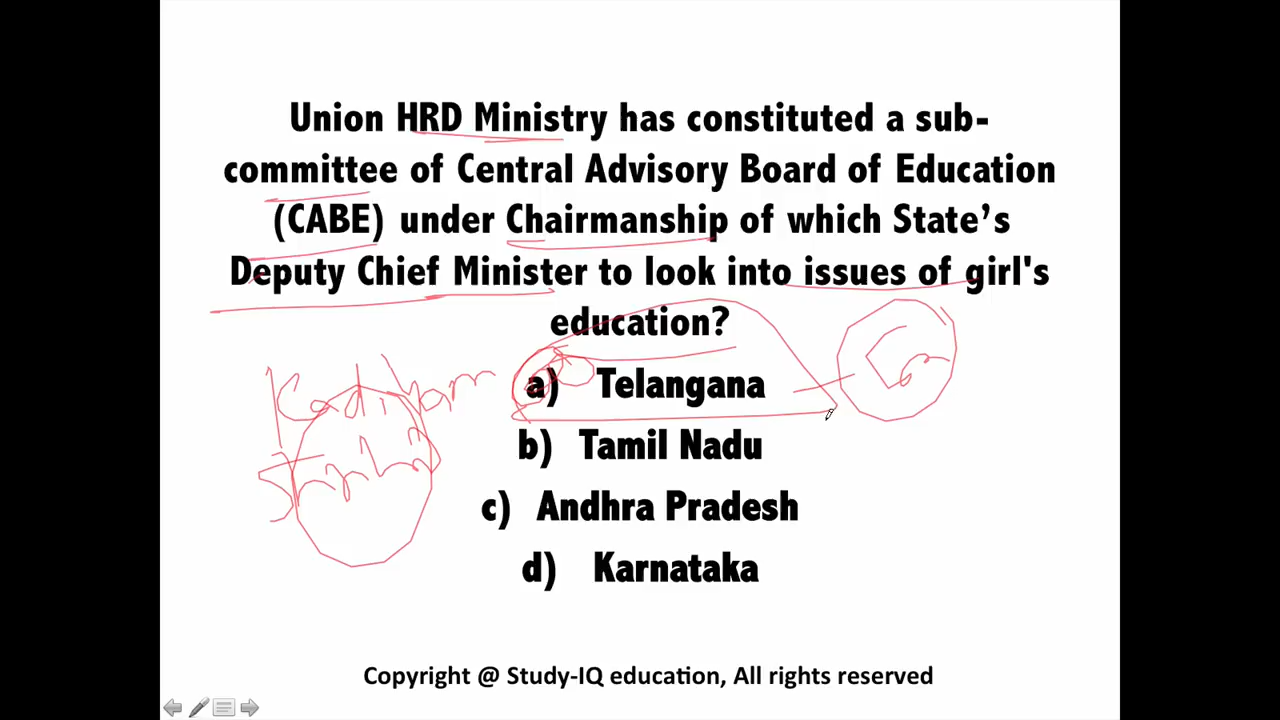 Union HRD Ministry has constituted a sub-
committee of Central Advisory Board of Education
(CABE) under Chairmanship of which State’s
Deputy Chief Minister to look into issues of girl's
education?
a) Telangana
b) Tamil Nadu
c) Andhra Pradesh
d) Karnataka
Kadiyam
Copyright @ Study-IQ education, All rights reserved